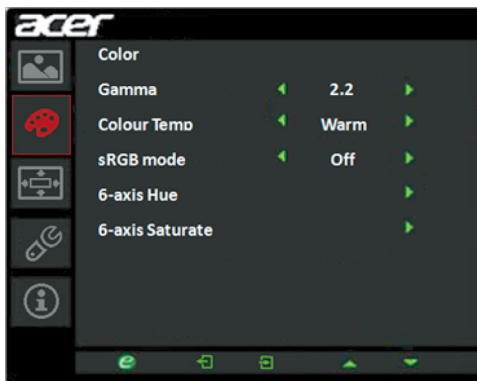 acer
Color
Gamma 2.2
Colour Temp Warm
sRGB mode Off
6-axis Hue
6-axis Saturate